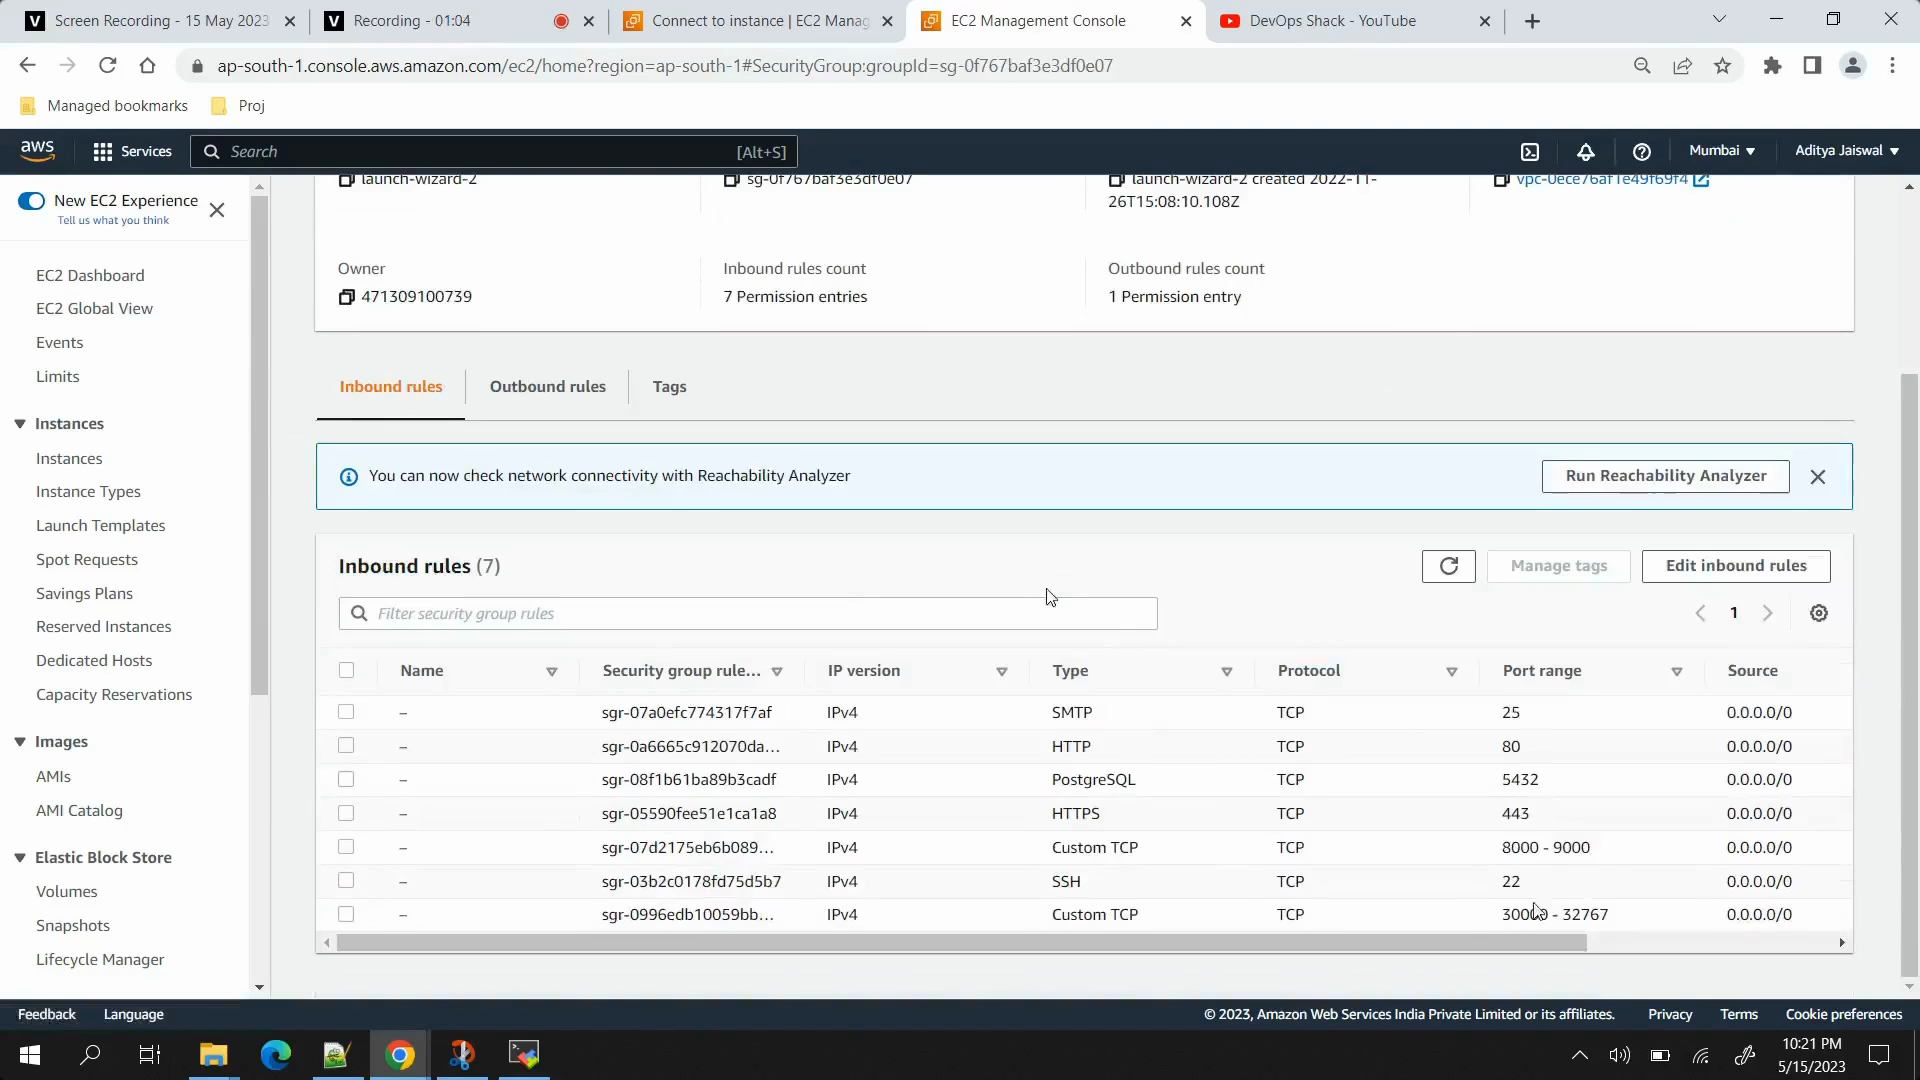 Screen Recording - 15 May 2023
Recording - 01:04
Connect to instance | EC2 Manag
EC2 Management Console
DevOps Shack - YouTube
ap-south-1.console.aws.amazon.com/ec2/home?region=ap-south-1#SecurityGroup:groupId=sg-0f767baf3e3df0e07
Managed bookmarks
Proj
aws
Services
Search
[Alt+S]
Mumbai
Aditya Jaiswal
New EC2 Experience
Tell us what you think
EC2 Dashboard
EC2 Global View
Events
Limits
Instances
Instances
Instance Types
Launch Templates
Spot Requests
Savings Plans
Reserved Instances
Dedicated Hosts
Capacity Reservations
Images
AMIs
AMI Catalog
Elastic Block Store
Volumes
Snapshots
Lifecycle Manager
launch-wizard-2
sg-0f767baf3e3df0e07
launch-wizard-2 created 2022-11-
26T15:08:10.108Z
vpc-0ece76af1e49f69f4
Owner
471309100739
Inbound rules count
7 Permission entries
Outbound rules count
1 Permission entry
Inbound rules
Outbound rules
Tags
You can now check network connectivity with Reachability Analyzer
Run Reachability Analyzer
Inbound rules (7)
Manage tags
Edit inbound rules
Filter security group rules
1
Name Security group rule... IP version Type Protocol Port range Source
– sgr-07a0efc774317f7af IPv4 SMTP TCP 25 0.0.0.0/0
– sgr-0a6665c912070da... IPv4 HTTP TCP 80 0.0.0.0/0
– sgr-08f1b61ba89b3cadf IPv4 PostgreSQL TCP 5432 0.0.0.0/0
– sgr-05590fee51e1ca1a8 IPv4 HTTPS TCP 443 0.0.0.0/0
– sgr-07d2175eb6b089... IPv4 Custom TCP TCP 8000 - 9000 0.0.0.0/0
– sgr-03b2c0178fd75d5b7 IPv4 SSH TCP 22 0.0.0.0/0
– sgr-0996edb10059bb... IPv4 Custom TCP TCP 30000 - 32767 0.0.0.0/0
Feedback
Language
© 2023, Amazon Web Services India Private Limited or its affiliates.
Privacy
Terms
Cookie preferences
10:21 PM
5/15/2023